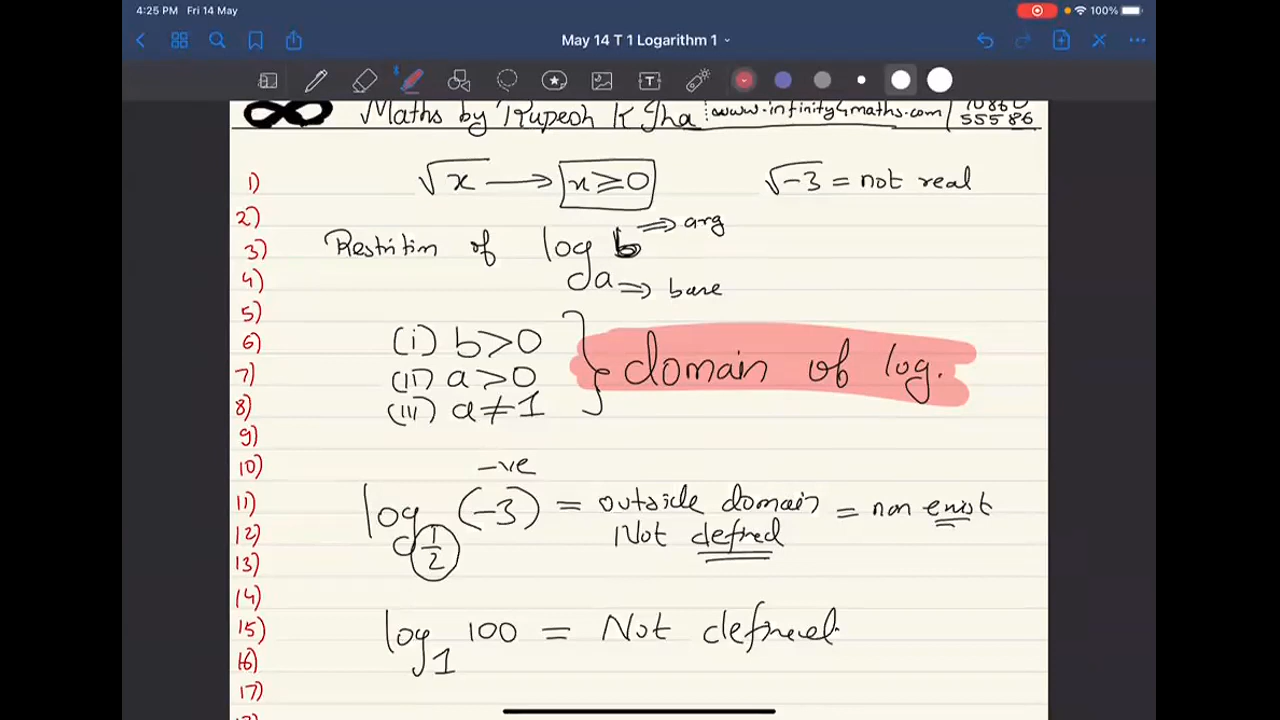 4:25 PM Fri 14 May 100%
May 14 T 1 Logarithm 1
Maths by Rupesh K Jha www.infinity4maths.com 70860
55586
1) √x → x≥0 √-3 = not real
2) ⇒ arg
3) Restritim of log b
4) a ⇒ base
5)
6) (i) b>0
7) (ii) a>0 } domain of log.
8) (iii) a≠1
9)
10) -ve
11) log (-3) = outside domain = non exist
12) 1/2 Not defined
13)
14)
15) log 100 = Not defined.
16) 1
17)